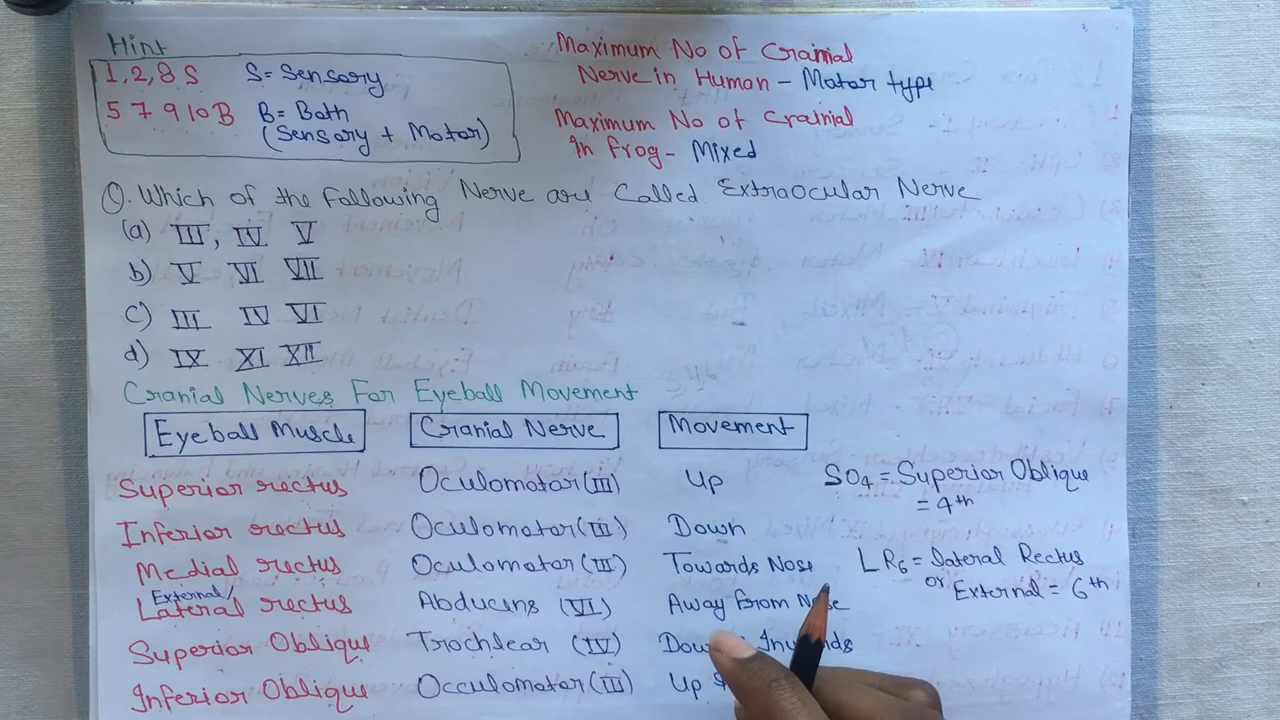 Hint
1,2,8 S S = Sensory
5 7 9 10 B B = Both
(Sensory + Motor)
Maximum No of Crainial
Nerve in Human - Motor type
Maximum No of Crainial
In frog - Mixed
Q. Which of the Following Nerve are Called Extraocular Nerve
(a) III, IV V
b) V VI VII
c) III IV VI
d) IX XI XII
Cranial Nerves For Eyeball Movement
Eyeball Muscle Cranial Nerve Movement
Superior rectus Oculomotor (III) Up
Inferior rectus Oculomotor (III) Down
Medial rectus Oculomotor (III) Towards Nose
External/
Lateral rectus Abducins (VI) Away From Nose
Superior Oblique Trochlear (IV)
Inferior Oblique Occulomotor (III) Up
SO4 = Superior Oblique
= 4th
LR6 = lateral Rectus
or External = 6th